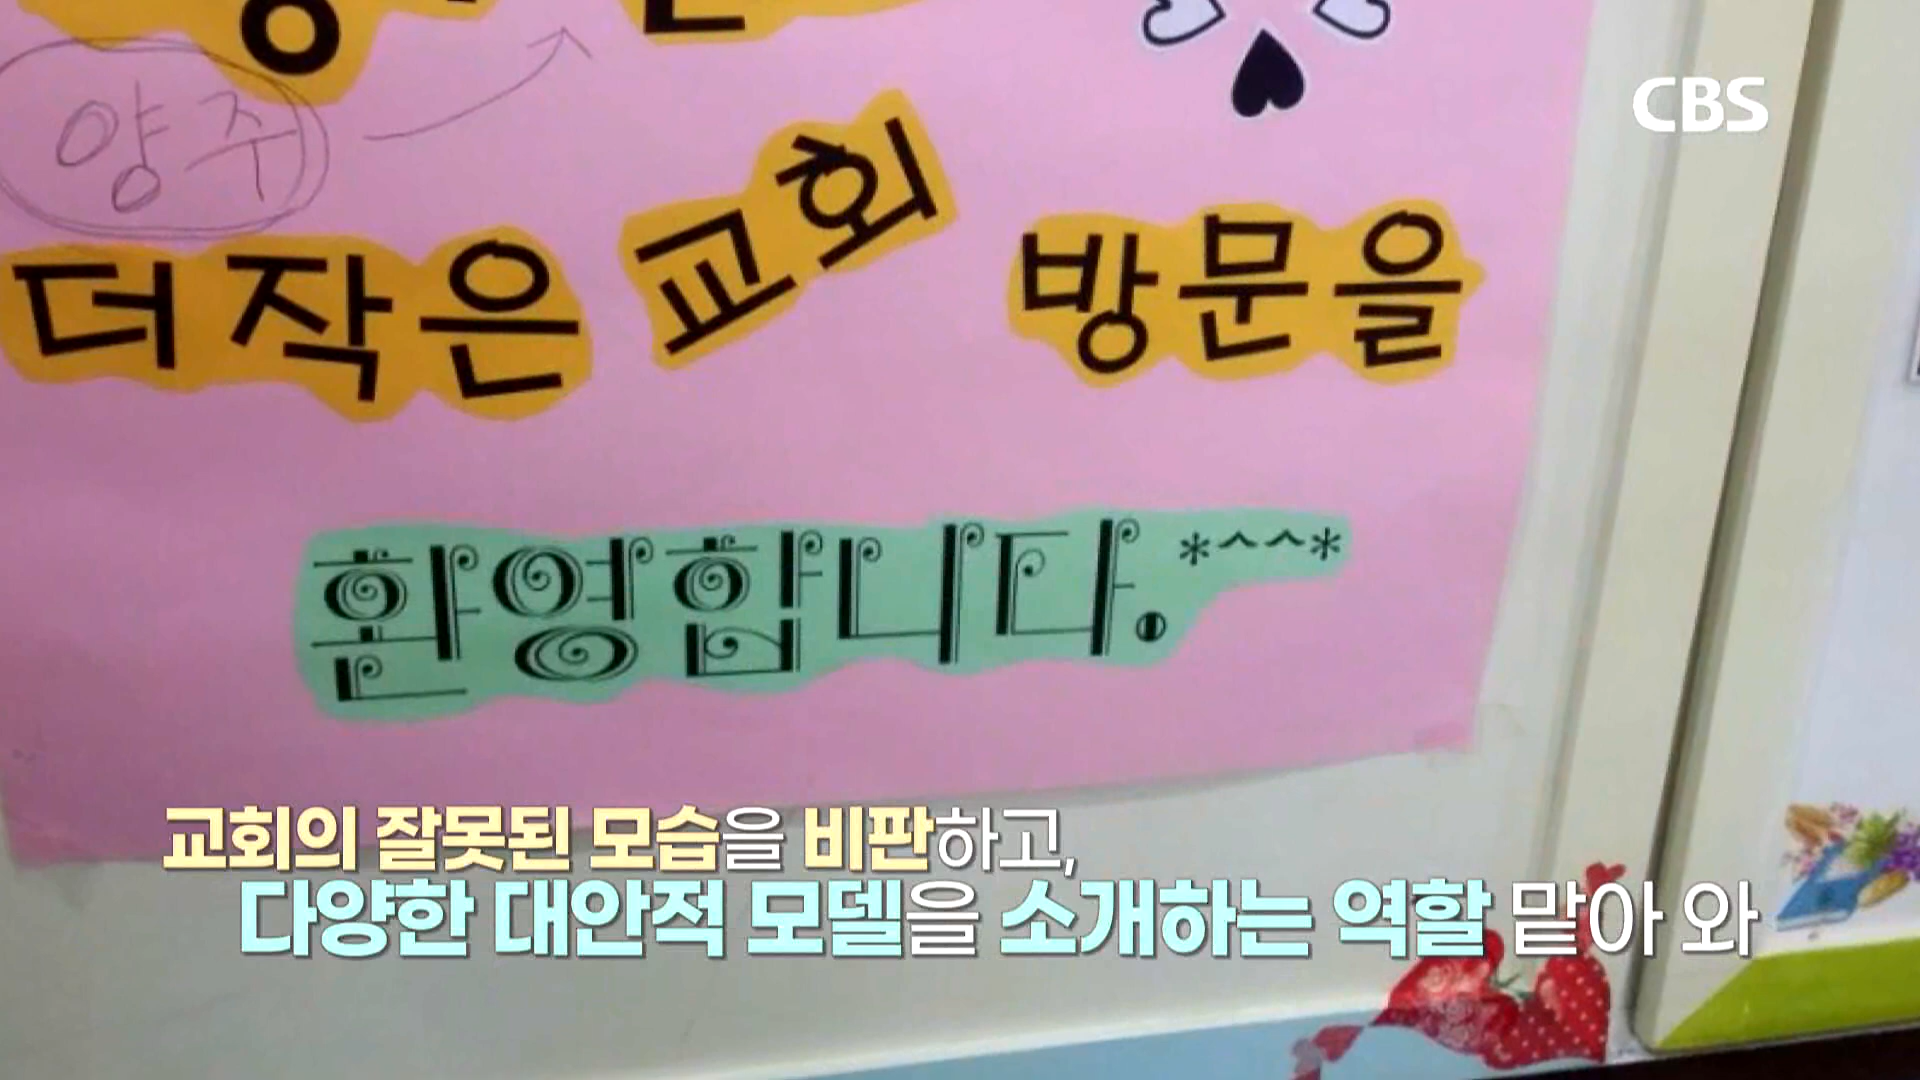 CBS
양주
더 작은 교회 방문을
환영합니다. *^^*
교회의 잘못된 모습을 비판하고,
다양한 대안적 모델을 소개하는 역할 맡아 와